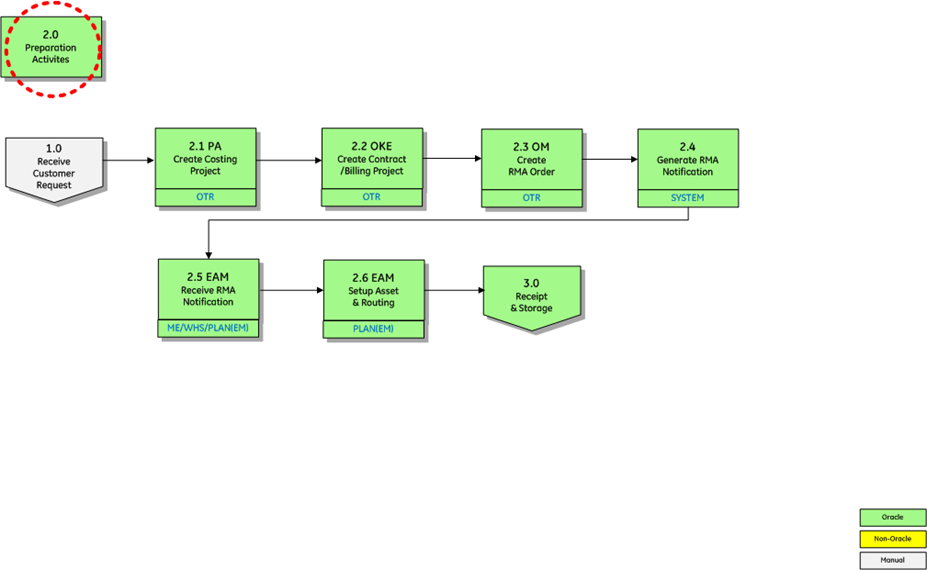 2.0
Preparation
Activites
1.0
Receive
Customer
Request
2.1 PA
Create Costing
Project
OTR
2.2 OKE
Create Contract
/Billing Project
OTR
2.3 OM
Create
RMA Order
OTR
2.4
Generate RMA
Notification
SYSTEM
2.5 EAM
Receive RMA
Notification
ME/WHS/PLAN(EM)
2.6 EAM
Setup Asset
& Routing
PLAN(EM)
3.0
Receipt
& Storage
Oracle
Non-Oracle
Manual